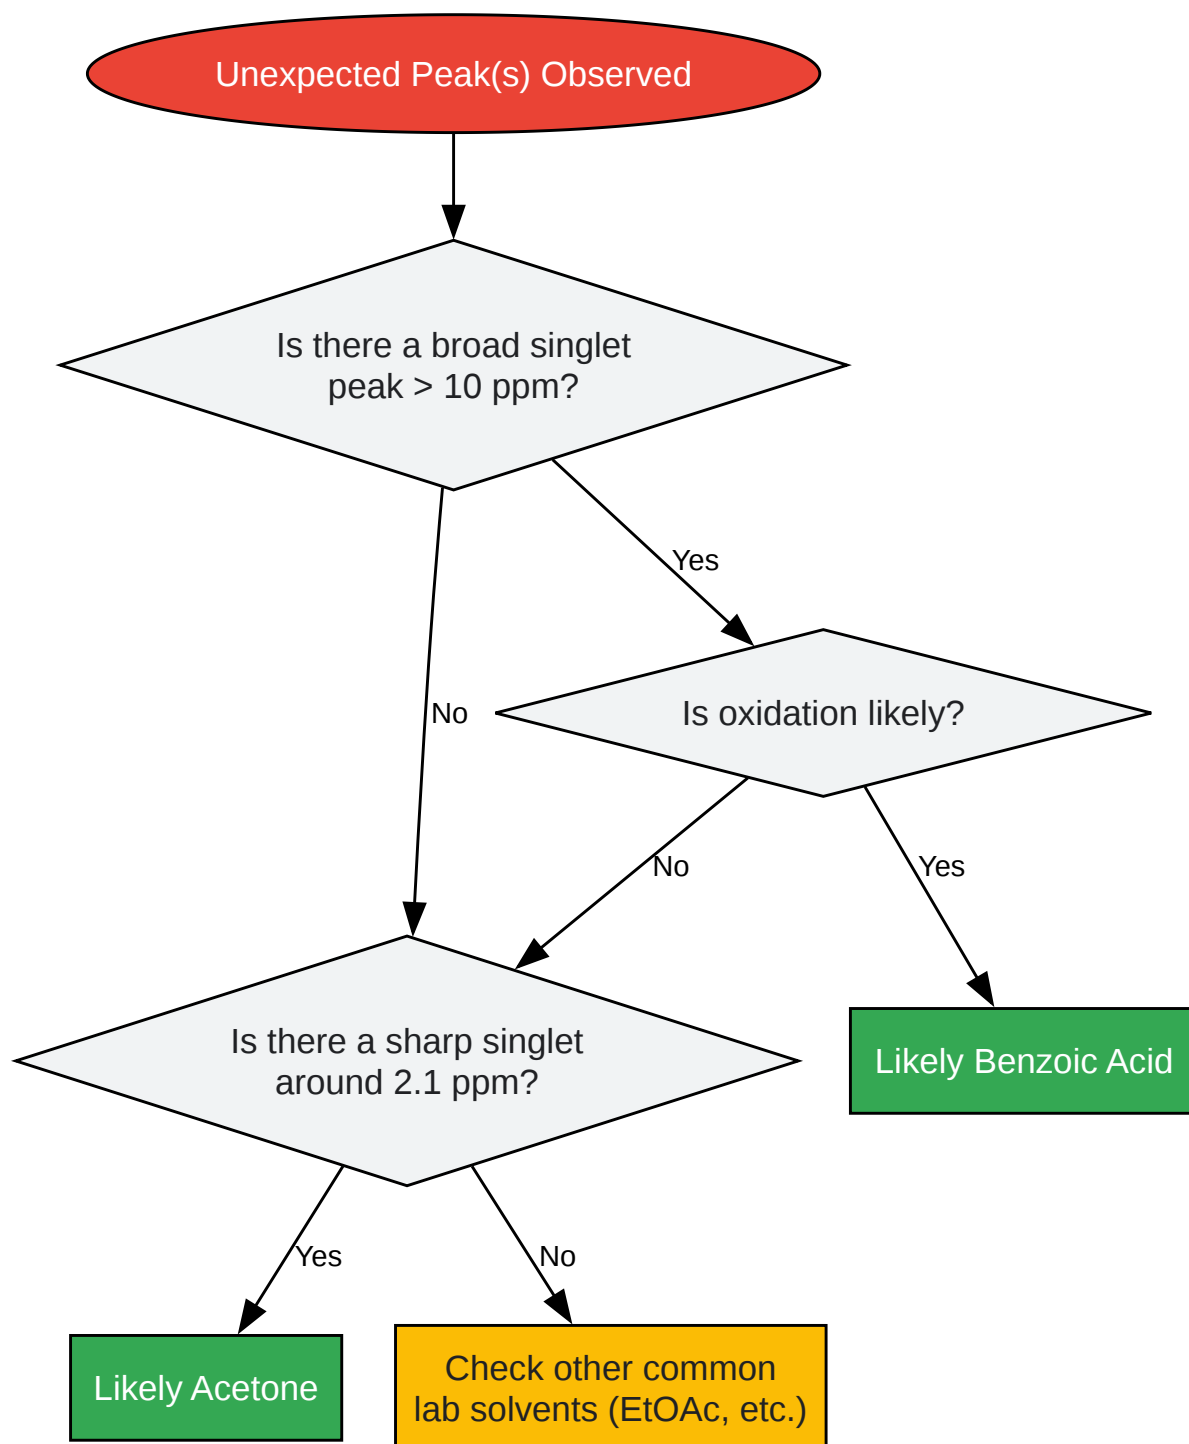 Unexpected Peak(s) Observed
Is there a broad singlet
peak > 10 ppm?
Yes
No
Is oxidation likely?
No
Yes
Is there a sharp singlet
around 2.1 ppm?
Likely Benzoic Acid
Yes
No
Likely Acetone
Check other common
lab solvents (EtOAc, etc.)